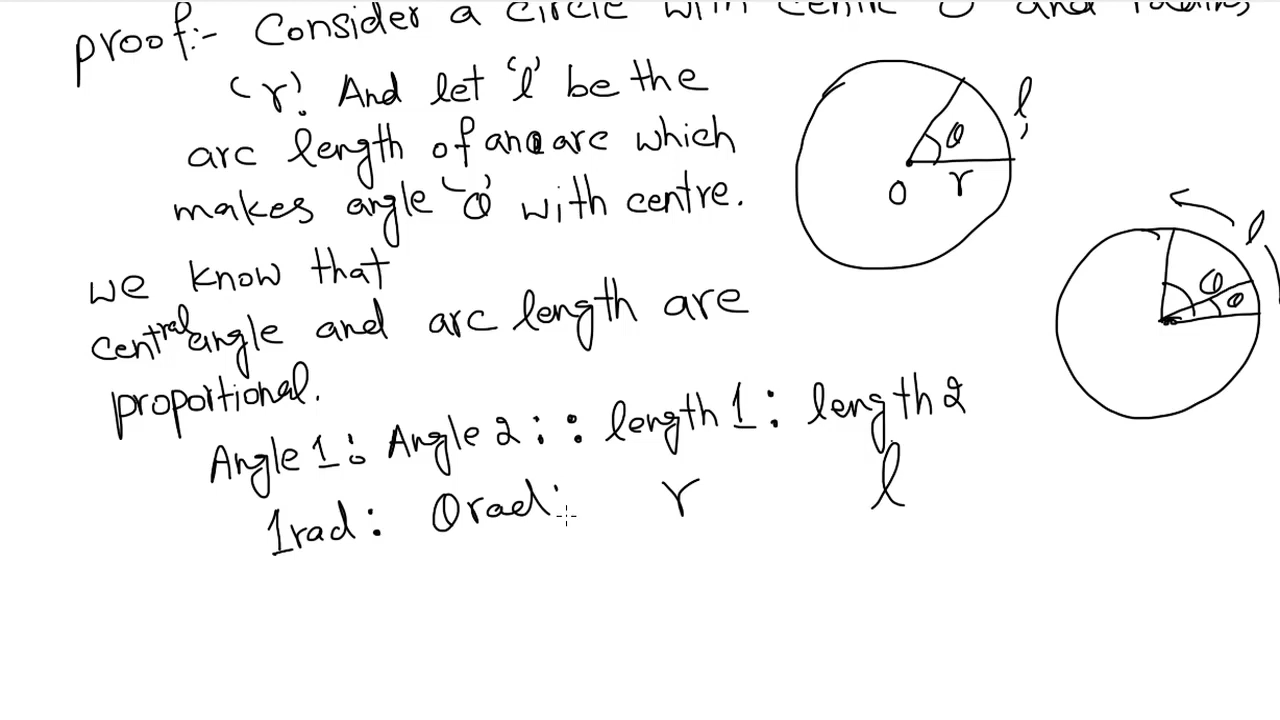 proof:- Consider a circle with centre O and radius
'r'. And let 'l' be the
arc length of an arc which
makes angle 'θ' with centre.
we know that
central angle and arc length are
proportional.
Angle 1 : Angle 2 :: length 1 : length 2
1rad : θrad : r l
l
θ
O r
l
θ
θ